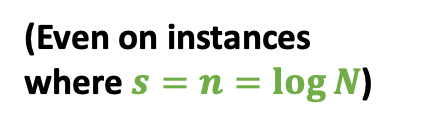 (Even on instances
where s = n = log N)